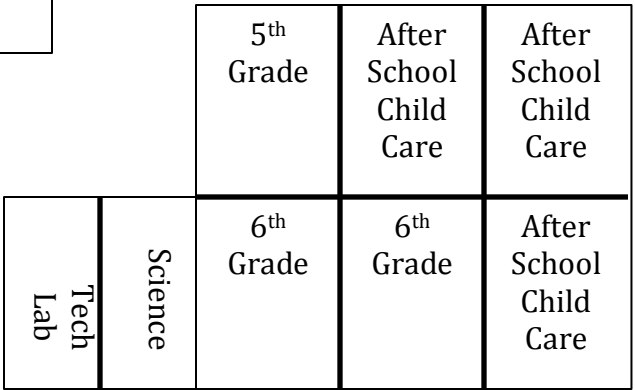 5th
Grade
After
School
Child
Care
After
School
Child
Care
Tech
Lab
Science
6th
Grade
6th
Grade
After
School
Child
Care